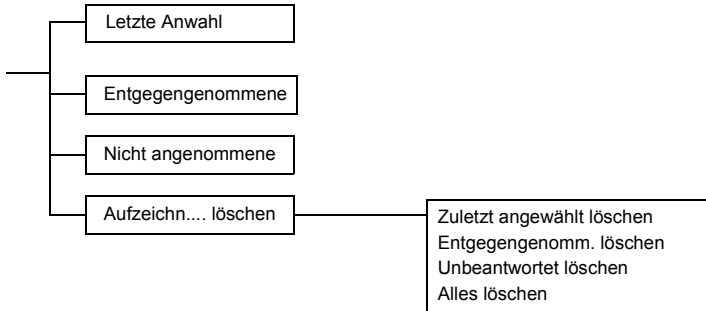 Letzte Anwahl
Entgegengenommene
Nicht angenommene
Aufzeichn.... löschen
Zuletzt angewählt löschen
Entgegengenomm. löschen
Unbeantwortet löschen
Alles löschen